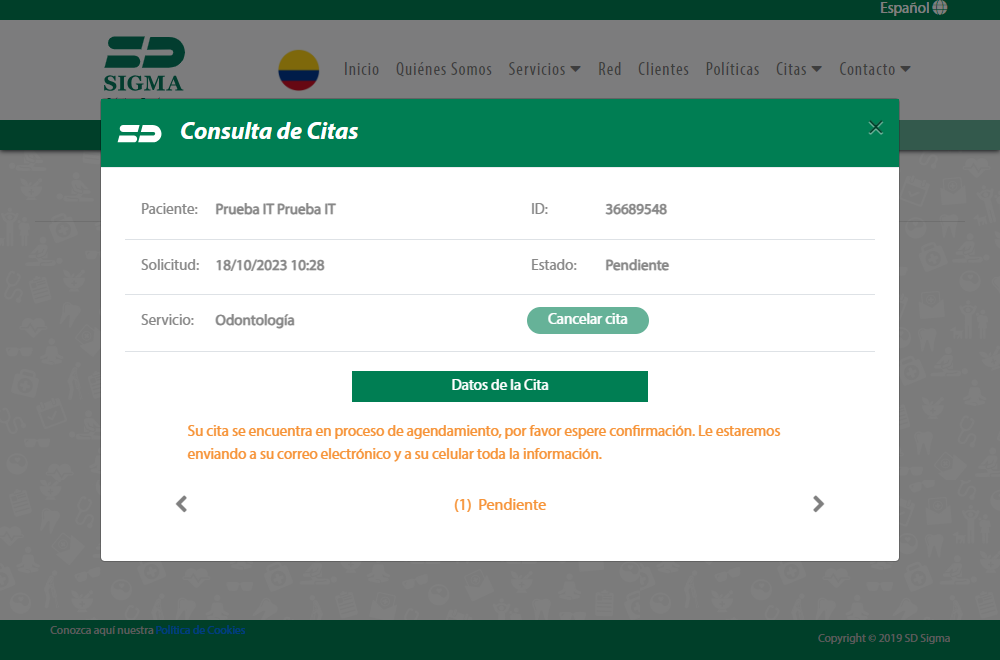 Español
SD
SIGMA
Inicio Quiénes Somos Servicios Red Clientes Políticas Citas Contacto
SD Consulta de Citas
Paciente: Prueba IT Prueba IT ID: 36689548
Solicitud: 18/10/2023 10:28 Estado: Pendiente
Servicio: Odontología Cancelar cita
Datos de la Cita
Su cita se encuentra en proceso de agendamiento, por favor espere confirmación. Le estaremos
enviando a su correo electrónico y a su celular toda la información.
(1) Pendiente
Conozca aquí nuestra Política de Cookies
Copyright © 2019 SD Sigma